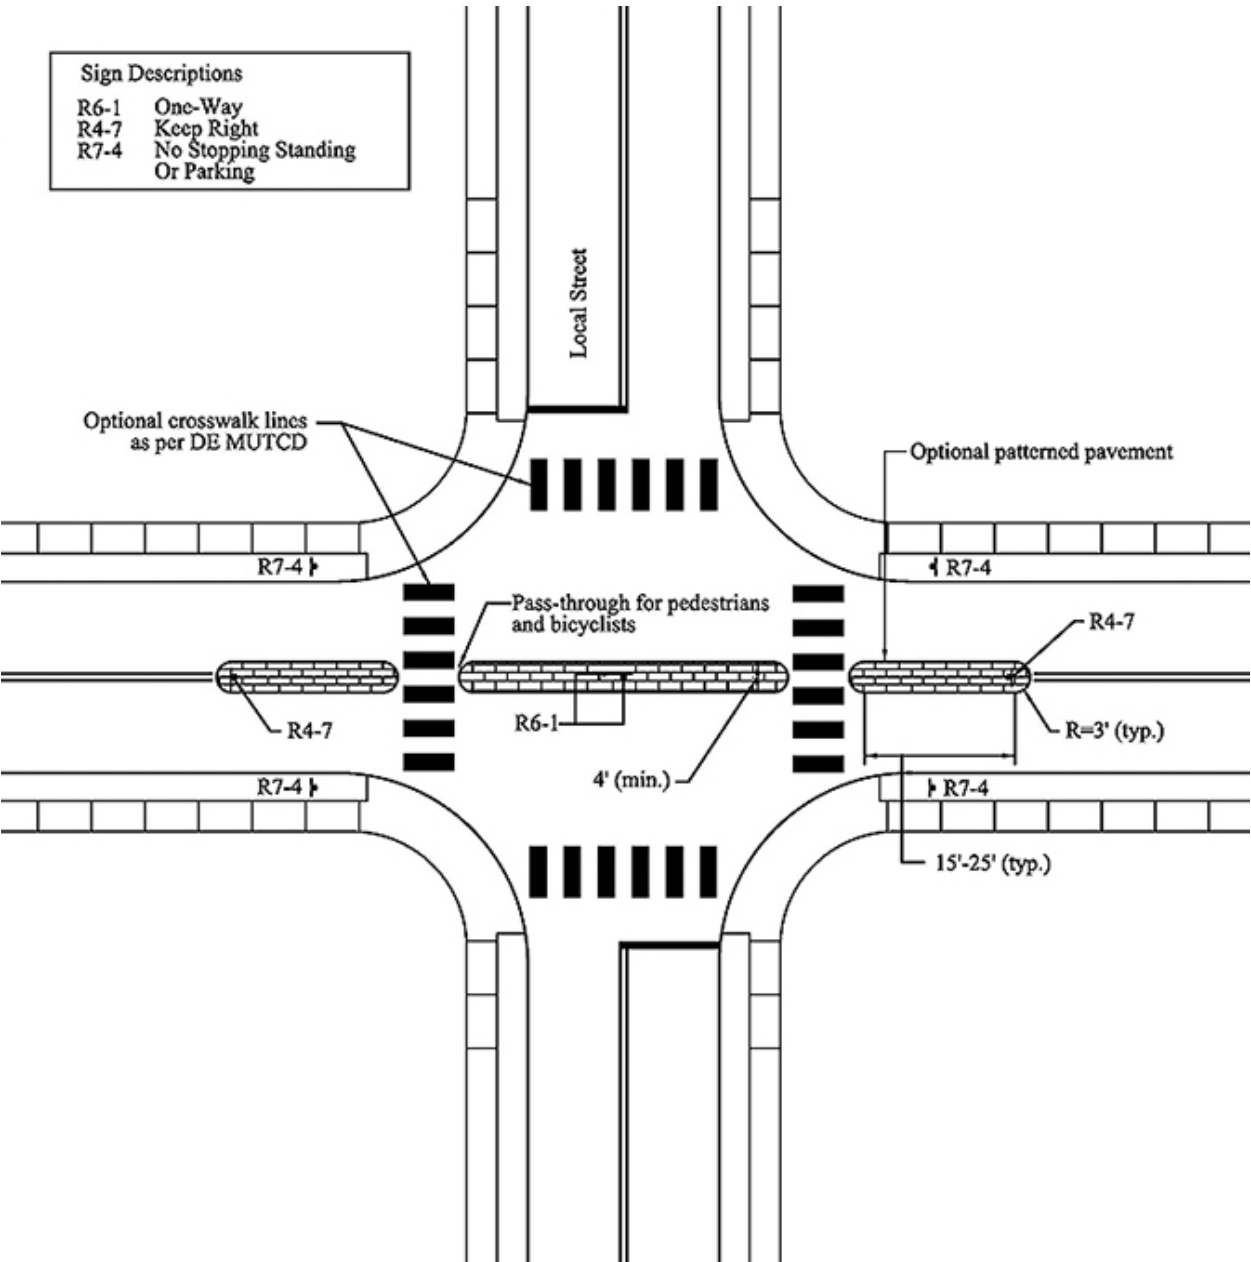 Sign Descriptions
R6-1 One-Way
R4-7 Keep Right
R7-4 No Stopping Standing
Or Parking
Local Street
Optional crosswalk lines
as per DE MUTCD
Optional patterned pavement
R7-4
R7-4
Pass-through for pedestrians
and bicyclists
R4-7
R4-7
R6-1
R=3' (typ.)
4' (min.)
R7-4
R7-4
15'-25' (typ.)